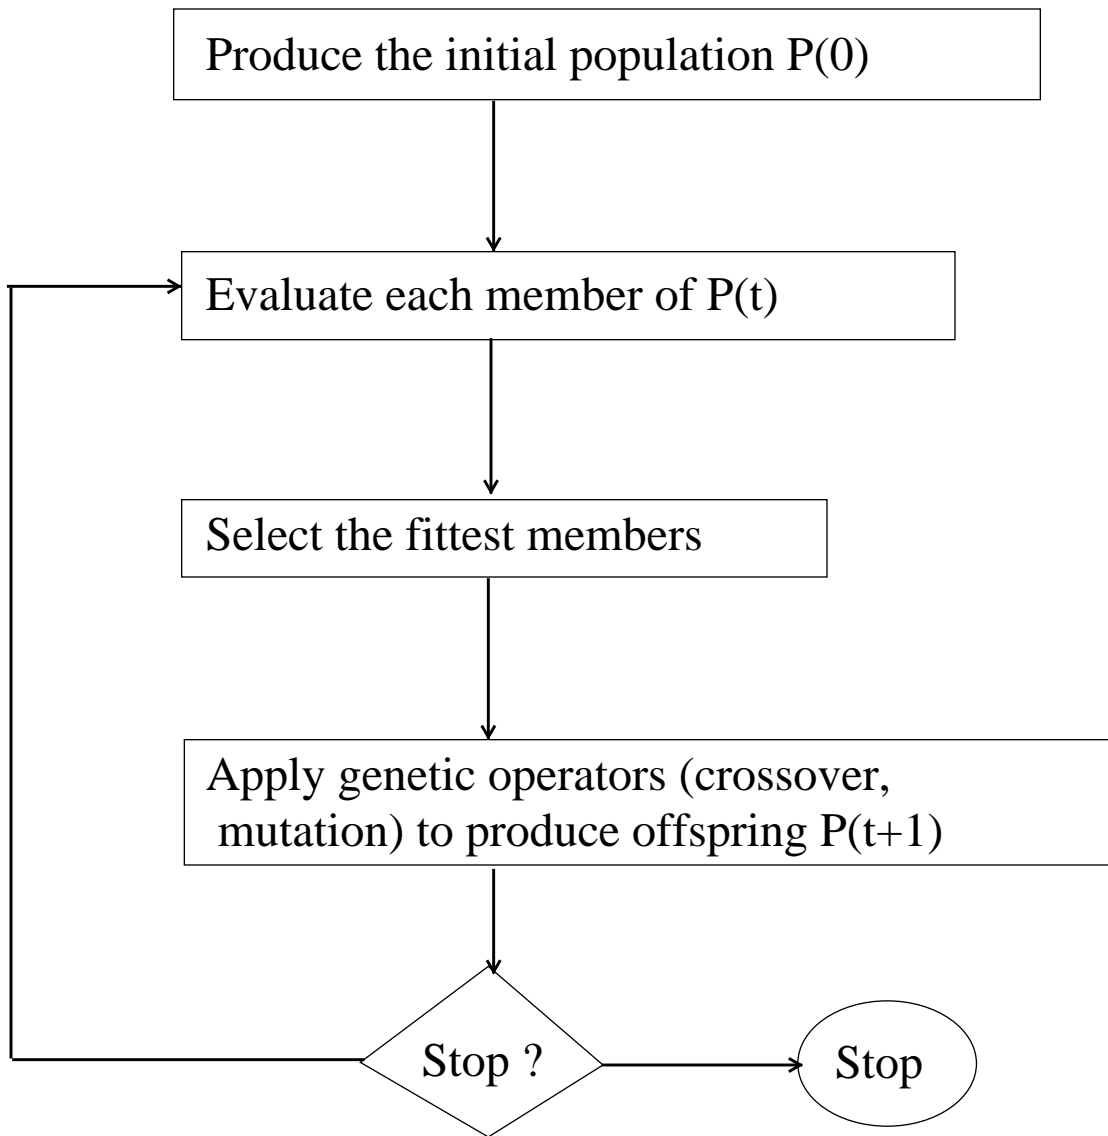 Produce the initial population P(0)
Evaluate each member of P(t)
Select the fittest members
Apply genetic operators (crossover,
mutation) to produce offspring P(t+1)
Stop ?
Stop